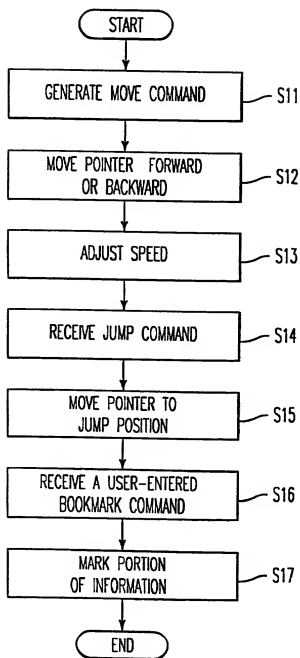 START
GENERATE MOVE COMMAND
S11
MOVE POINTER FORWARD
OR BACKWARD
S12
ADJUST SPEED
S13
RECEIVE JUMP COMMAND
S14
MOVE POINTER TO
JUMP POSITION
S15
RECEIVE A USER-ENTERED
BOOKMARK COMMAND
S16
MARK PORTION
OF INFORMATION
S17
END